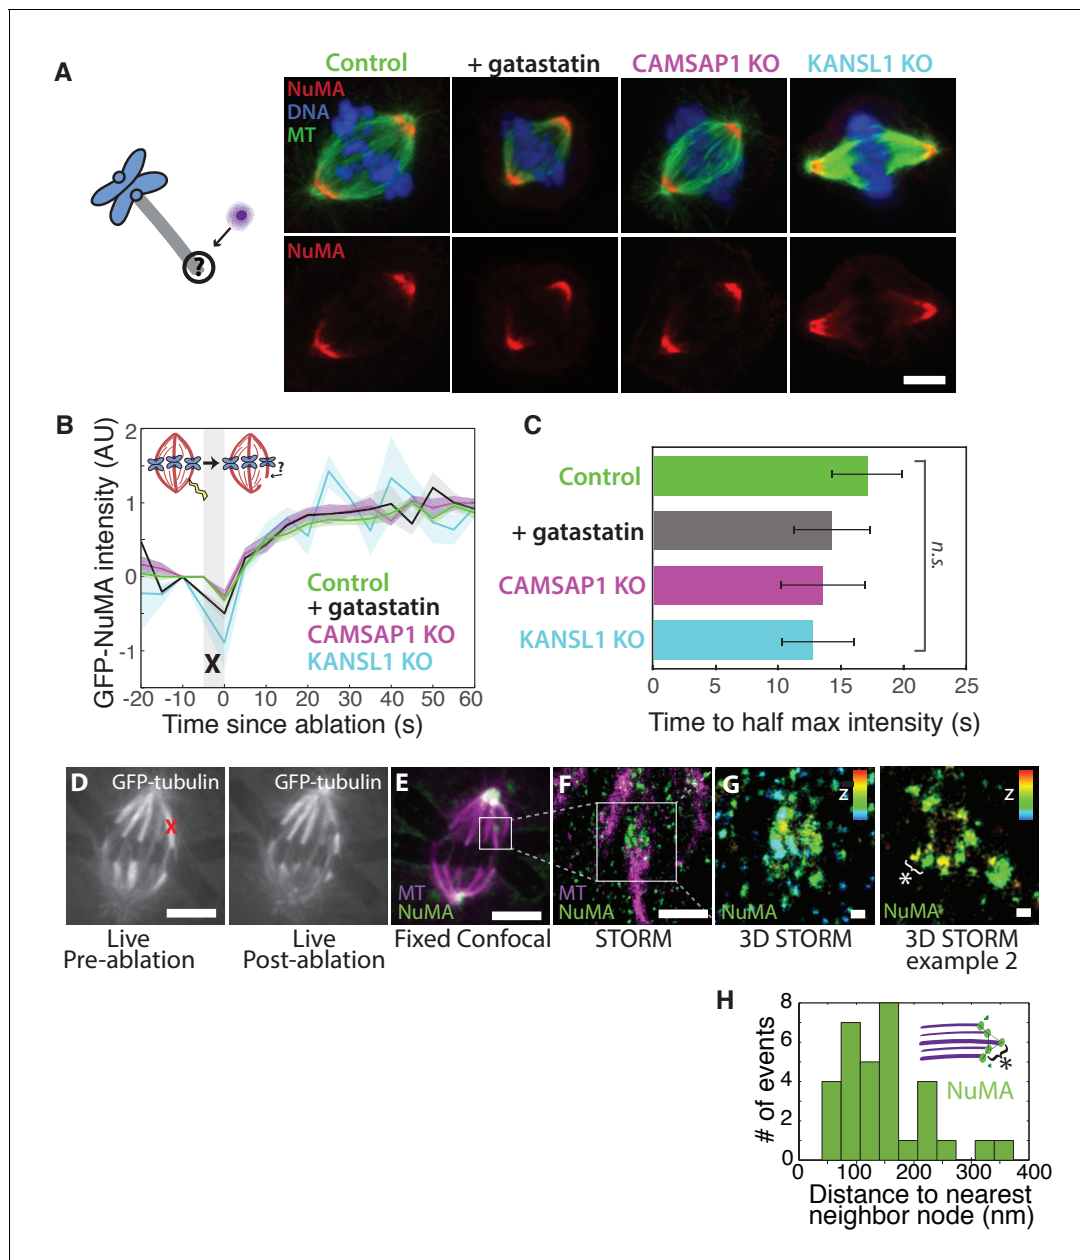 A
Control
+ gatastatin
CAMSAP1 KO
KANSL1 KO
NuMA
DNA
MT
?
NuMA
B
GFP-NuMA intensity (AU)
2
1
0
-1
?
Control
+ gatastatin
CAMSAP1 KO
KANSL1 KO
X
-20 -10 0 10 20 30 40 50 60
Time since ablation (s)
C
Control
+ gatastatin
CAMSAP1 KO
KANSL1 KO
n.s.
0 5 10 15 20 25
Time to half max intensity (s)
D
GFP-tubulin
X
Live
Pre-ablation
GFP-tubulin
Live
Post-ablation
E
MT
NuMA
Fixed Confocal
F
MT
NuMA
STORM
G
Z
NuMA
3D STORM
Z
*
NuMA
3D STORM
example 2
H
# of events
8
6
4
2
0
*
NuMA
0 100 200 300 400
Distance to nearest
neighbor node (nm)